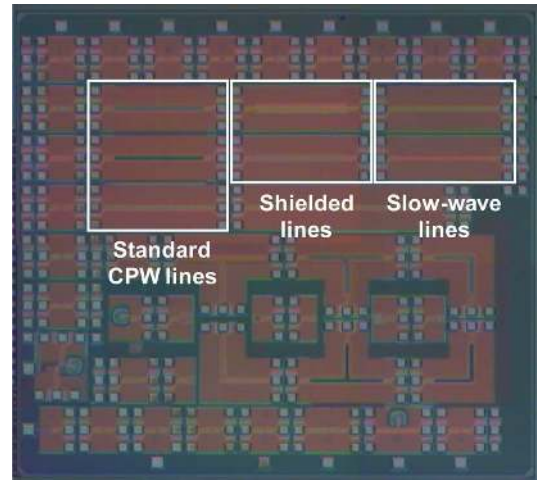 Shielded
lines
Slow-wave
lines
Standard
CPW lines